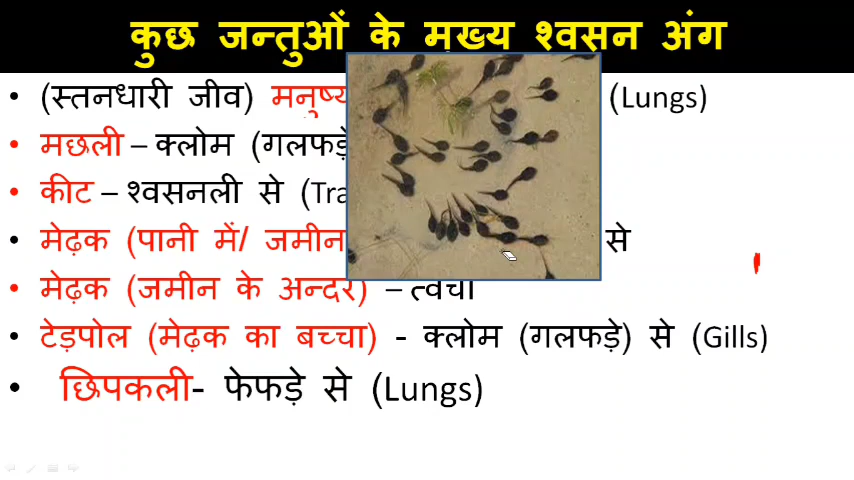 कुछ जन्तुओं के मुख्य श्वसन अंग
• (स्तनधारी जीव) मनुष्य (Lungs)
• मछली – क्लोम (गलफड़े
• कीट – श्वसनली से (Tra
• मेढ़क (पानी में/ जमीन से
• मेढ़क (जमीन के अन्दर) – त्वचा
• टेड़पोल (मेढ़क का बच्चा) - क्लोम (गलफड़े) से (Gills)
• छिपकली- फेफड़े से (Lungs)